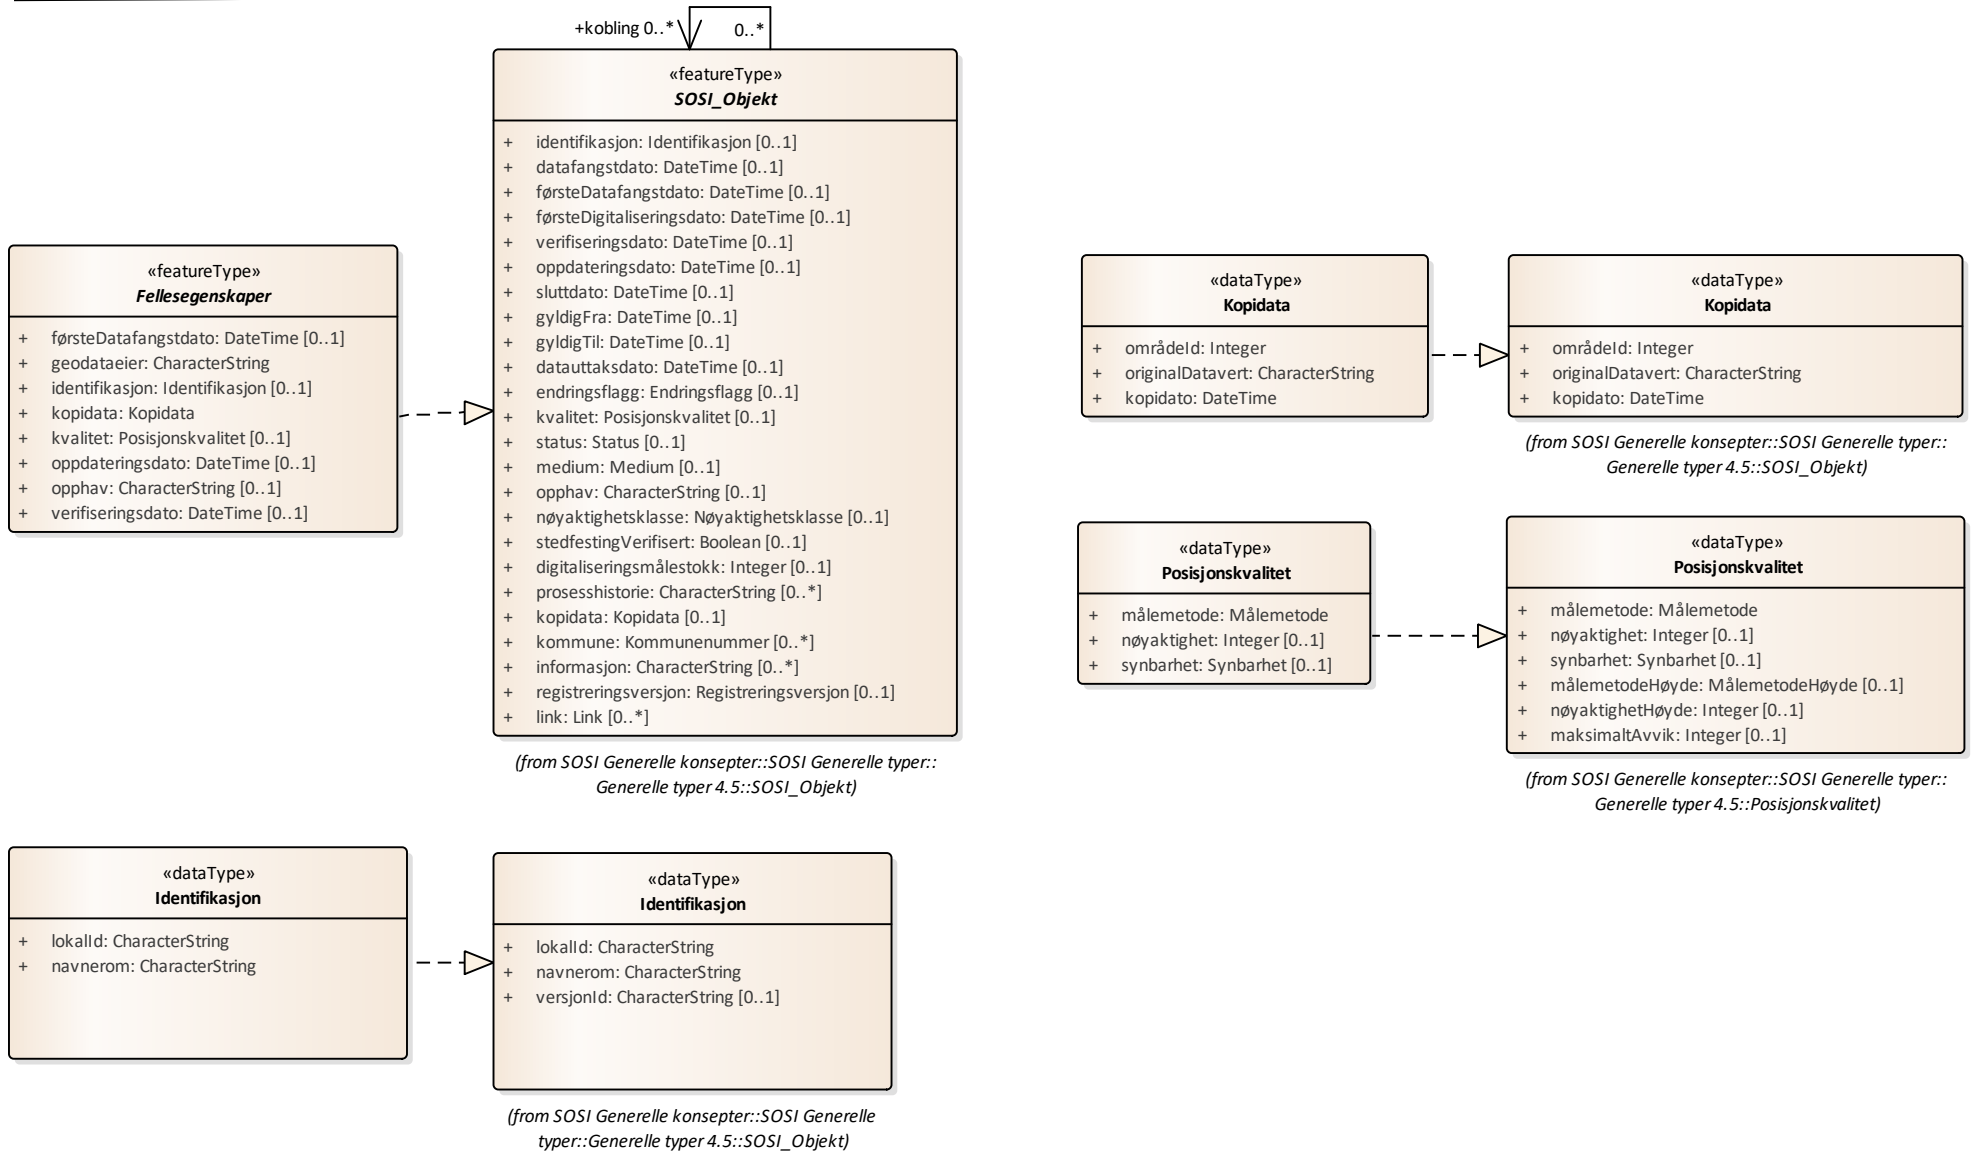 +kobling 0..*
0..*
«featureType»
SOSI_Objekt
+ identifikasjon: Identifikasjon [0..1]
+ datafangstdato: DateTime [0..1]
+ førsteDatafangstdato: DateTime [0..1]
+ førsteDigitaliseringsdato: DateTime [0..1]
+ verifiseringsdato: DateTime [0..1]
+ oppdateringsdato: DateTime [0..1]
+ sluttdato: DateTime [0..1]
+ gyldigFra: DateTime [0..1]
+ gyldigTil: DateTime [0..1]
+ datauttaksdato: DateTime [0..1]
+ endringsflagg: Endringsflagg [0..1]
+ kvalitet: Posisjonskvalitet [0..1]
+ status: Status [0..1]
+ medium: Medium [0..1]
+ opphav: CharacterString [0..1]
+ nøyaktighetsklasse: Nøyaktighetsklasse [0..1]
+ stedfestingVerifisert: Boolean [0..1]
+ digitaliseringsmålestokk: Integer [0..1]
+ prosesshistorie: CharacterString [0..*]
+ kopidata: Kopidata [0..1]
+ kommune: Kommunenummer [0..*]
+ informasjon: CharacterString [0..*]
+ registreringsversjon: Registreringsversjon [0..1]
+ link: Link [0..*]
(from SOSI Generelle konsepter::SOSI Generelle typer::
Generelle typer 4.5::SOSI_Objekt)
«featureType»
Fellesegenskaper
+ førsteDatafangstdato: DateTime [0..1]
+ geodataeier: CharacterString
+ identifikasjon: Identifikasjon [0..1]
+ kopidata: Kopidata
+ kvalitet: Posisjonskvalitet [0..1]
+ oppdateringsdato: DateTime [0..1]
+ opphav: CharacterString [0..1]
+ verifiseringsdato: DateTime [0..1]
«dataType»
Kopidata
+ områdeId: Integer
+ originalDatavert: CharacterString
+ kopidato: DateTime
«dataType»
Kopidata
+ områdeId: Integer
+ originalDatavert: CharacterString
+ kopidato: DateTime
(from SOSI Generelle konsepter::SOSI Generelle typer::
Generelle typer 4.5::SOSI_Objekt)
«dataType»
Posisjonskvalitet
+ målemetode: Målemetode
+ nøyaktighet: Integer [0..1]
+ synbarhet: Synbarhet [0..1]
«dataType»
Posisjonskvalitet
+ målemetode: Målemetode
+ nøyaktighet: Integer [0..1]
+ synbarhet: Synbarhet [0..1]
+ målemetodeHøyde: MålemetodeHøyde [0..1]
+ nøyaktighetHøyde: Integer [0..1]
+ maksimaltAvvik: Integer [0..1]
(from SOSI Generelle konsepter::SOSI Generelle typer::
Generelle typer 4.5::Posisjonskvalitet)
«dataType»
Identifikasjon
+ lokalId: CharacterString
+ navnerom: CharacterString
«dataType»
Identifikasjon
+ lokalId: CharacterString
+ navnerom: CharacterString
+ versjonId: CharacterString [0..1]
(from SOSI Generelle konsepter::SOSI Generelle
typer::Generelle typer 4.5::SOSI_Objekt)